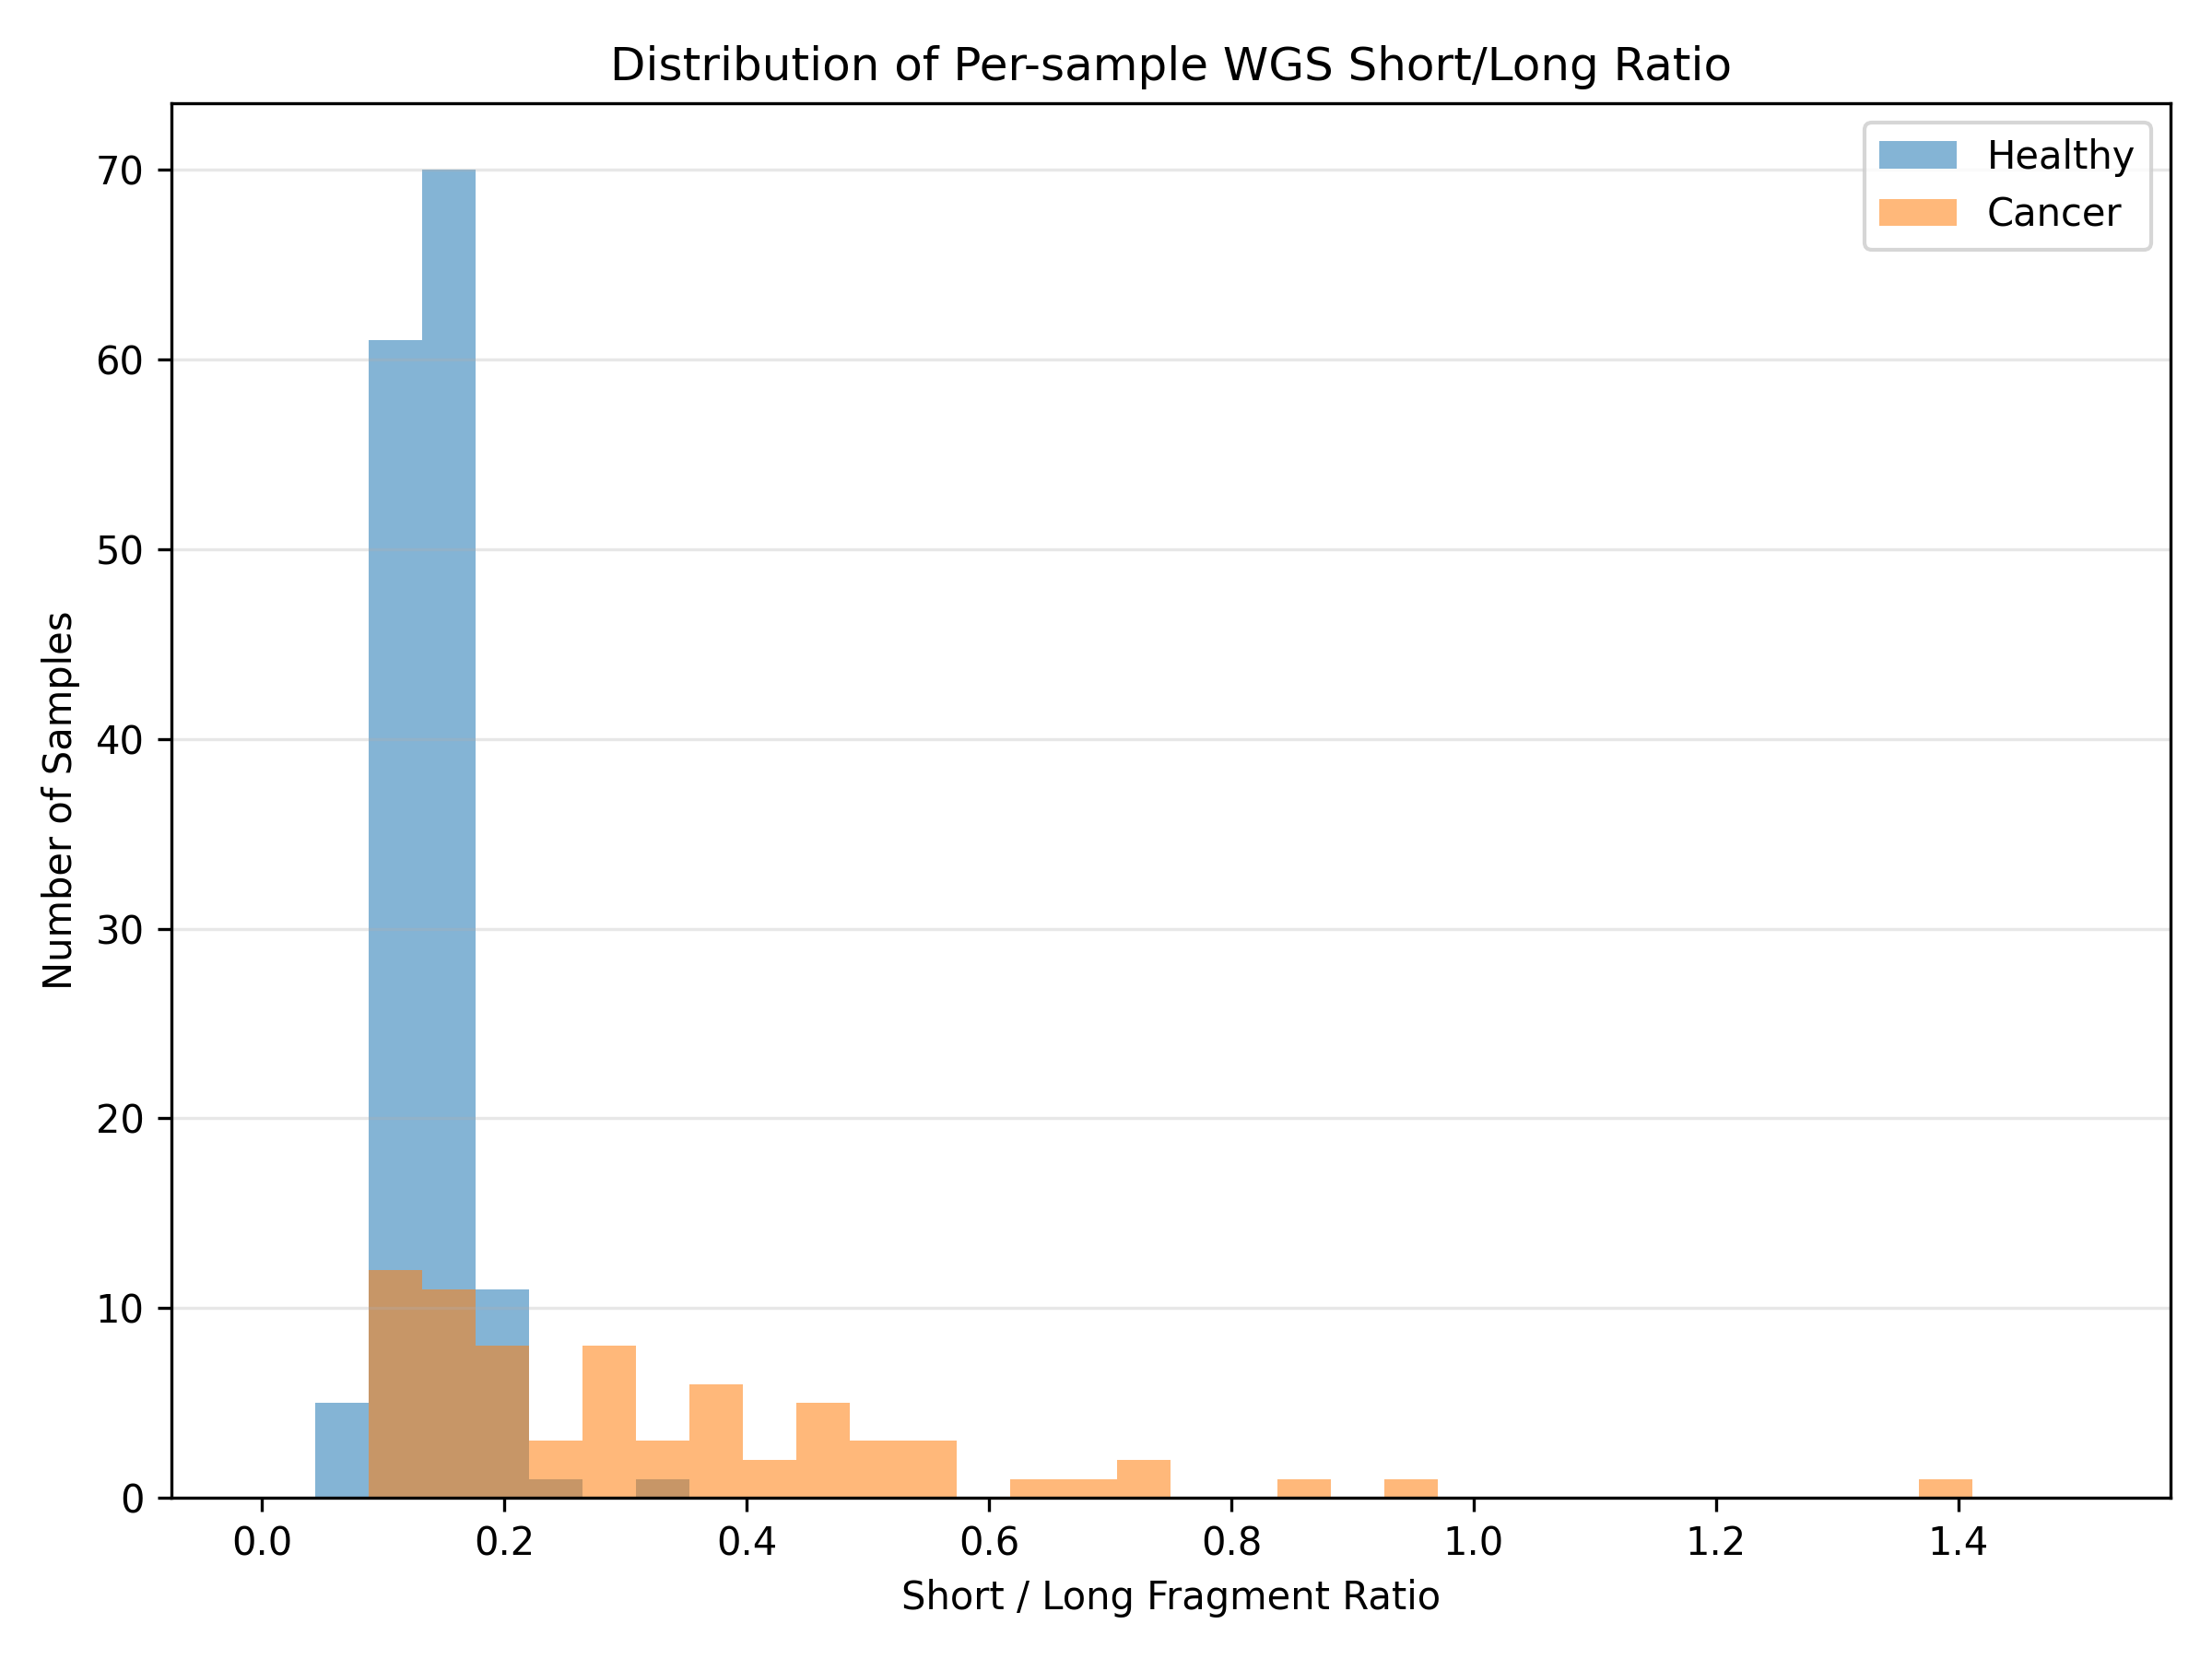 Distribution of Per-sample WGS Short/Long Ratio
Healthy
Cancer
Number of Samples
70
60
50
40
30
20
10
0
0.0 0.2 0.4 0.6 0.8 1.0 1.2 1.4
Short / Long Fragment Ratio